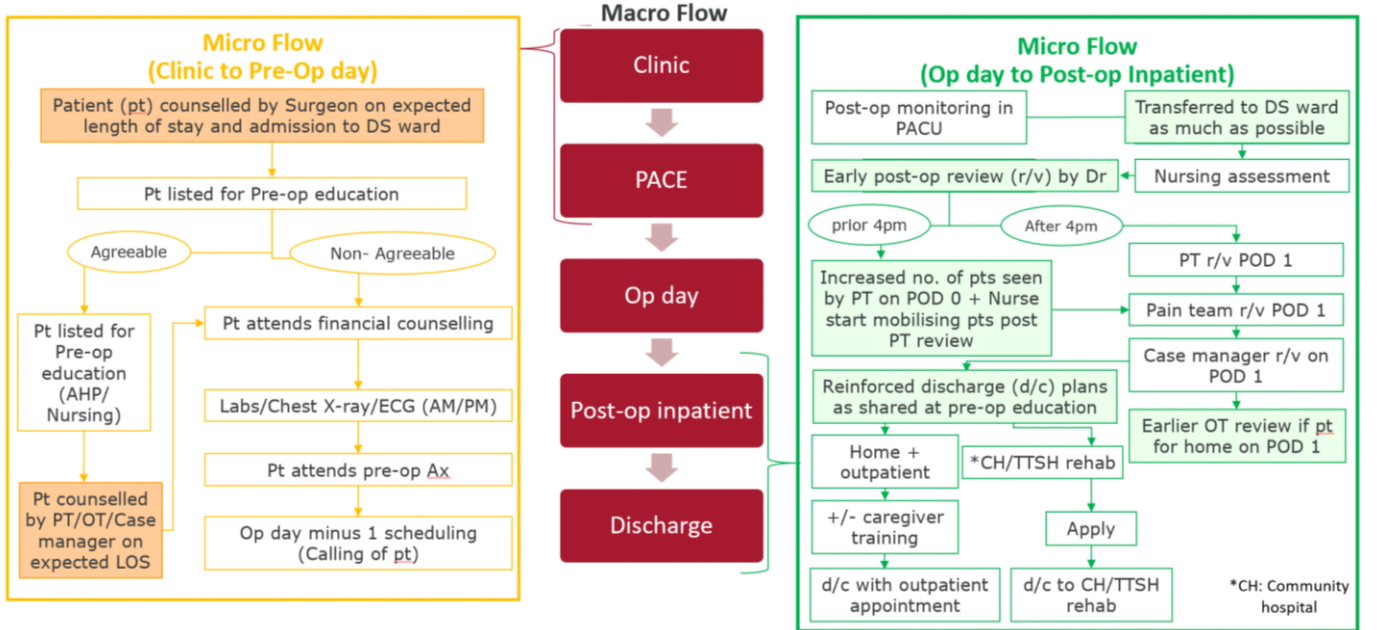 Macro Flow
Clinic
PACE
Op day
Post-op inpatient
Discharge
Micro Flow
(Clinic to Pre-Op day)
Patient (pt) counselled by Surgeon on expected
length of stay and admission to DS ward
Pt listed for Pre-op education
Agreeable
Non- Agreeable
Pt listed for
Pre-op
education
(AHP/
Nursing)
Pt counselled
by PT/OT/Case
manager on
expected LOS
Pt attends financial counselling
Labs/Chest X-ray/ECG (AM/PM)
Pt attends pre-op Ax
Op day minus 1 scheduling
(Calling of pt)
Micro Flow
(Op day to Post-op Inpatient)
Post-op monitoring in
PACU
Transferred to DS ward
as much as possible
Nursing assessment
Early post-op review (r/v) by Dr
prior 4pm
After 4pm
Increased no. of pts seen
by PT on POD 0 + Nurse
start mobilising pts post
PT review
PT r/v POD 1
Pain team r/v POD 1
Case manager r/v on
POD 1
Earlier OT review if pt
for home on POD 1
Reinforced discharge (d/c) plans
as shared at pre-op education
Home +
outpatient
+/- caregiver
training
d/c with outpatient
appointment
*CH/TTSH rehab
Apply
d/c to CH/TTSH
rehab
*CH: Community
hospital